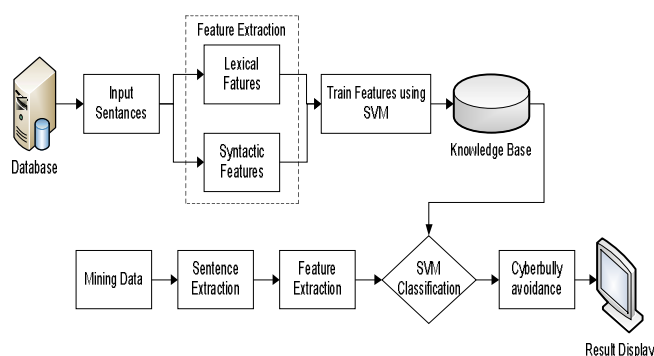 Feature Extraction
Lexical
Fatures
Input
Sentances
Train Features using
SVM
Syntactic
Features
Database
Knowledge Base
Mining Data
Sentence
Extraction
Feature
Extraction
SVM
Classification
Cyberbully
avoidance
Result Display